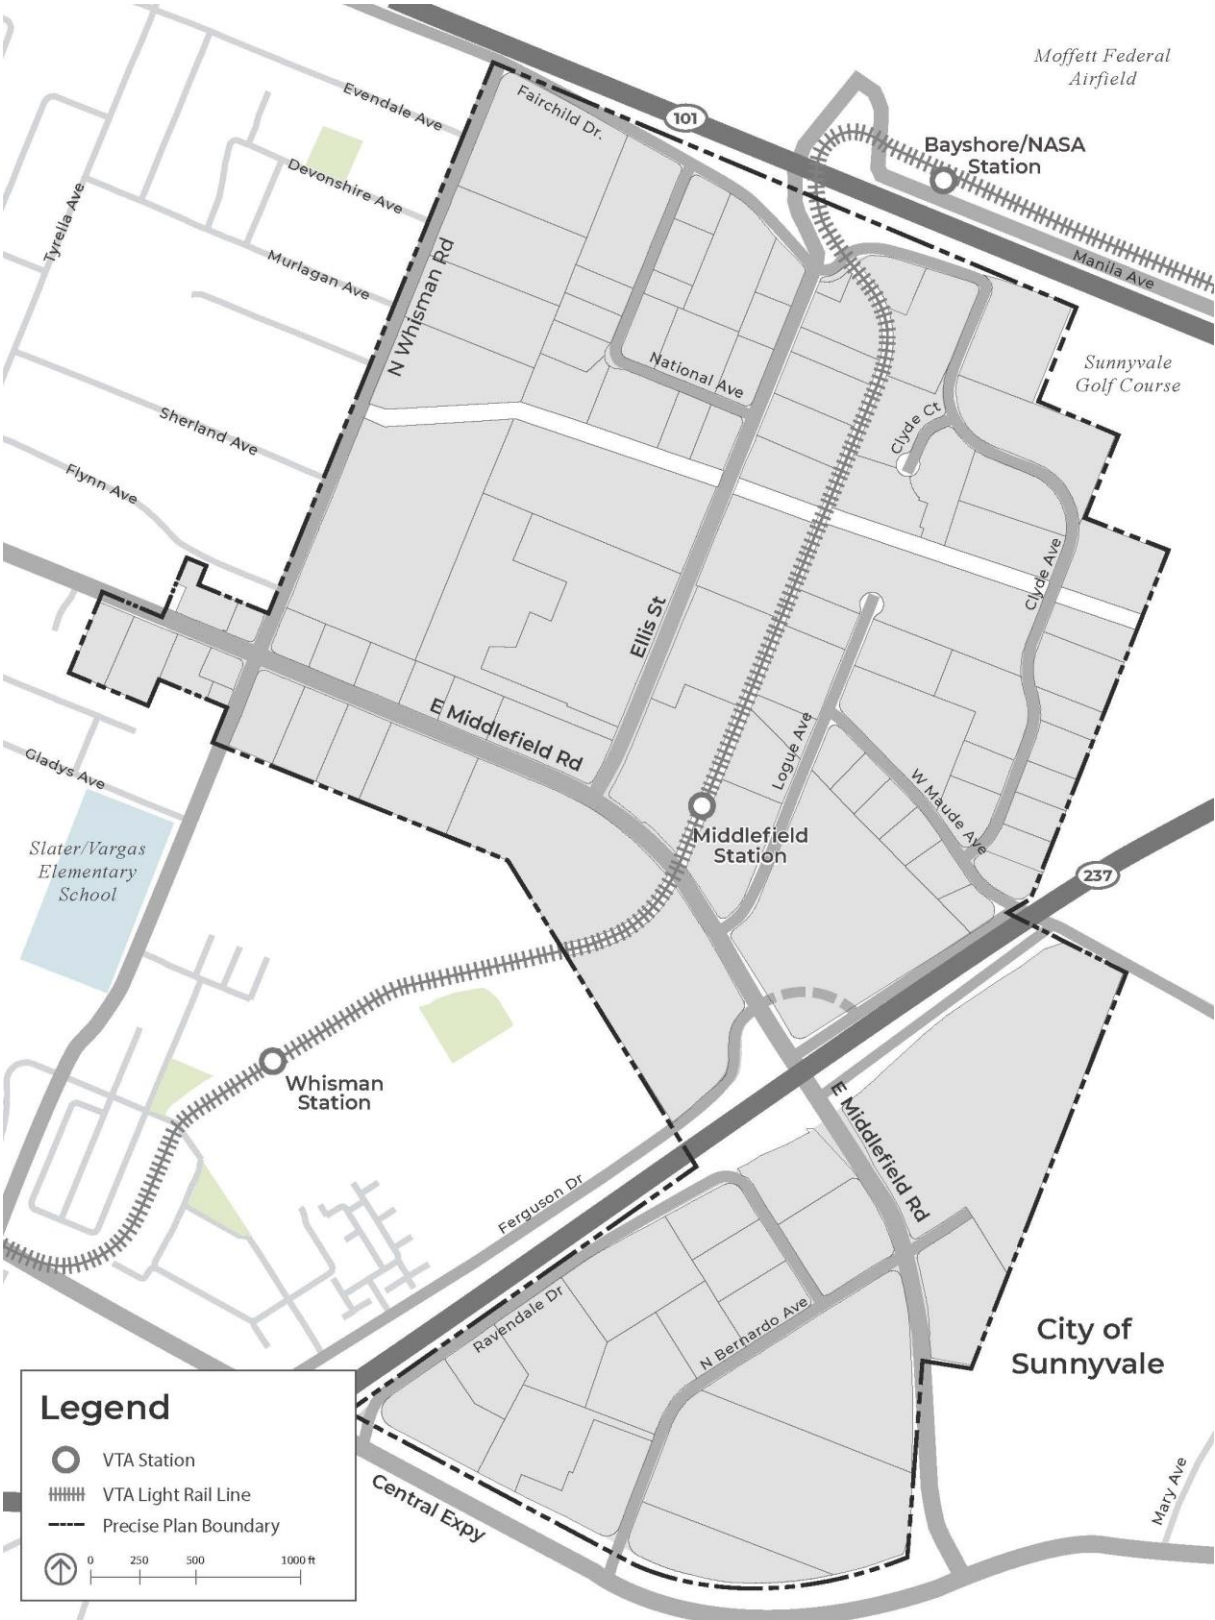 Moffett Federal
Airfield
Fairchild Dr.
Evendale Ave
101
Bayshore/NASA
Station
Devonshire Ave
Tyrella Ave
Murlagan Ave
Manila Ave
N Whisman Rd
National Ave
Sunnyvale
Golf Course
Sherland Ave
Clyde Ct
Flynn Ave
Clyde Ave
Ellis St
E Middlefield Rd
Logue Ave
Gladys Ave
W Maude Ave
Middlefield
Station
Slater/Vargas
Elementary
School
237
Whisman
Station
E Middlefield Rd
Ferguson Dr
Ravendale Dr
N Bernardo Ave
City of
Sunnyvale
Central Expy
Mary Ave
Legend
VTA Station
VTA Light Rail Line
Precise Plan Boundary
0 250 500 1000 ft